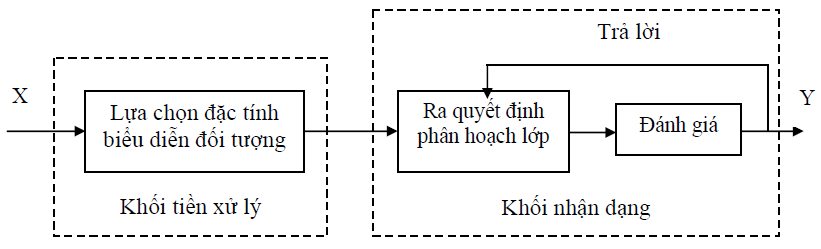 Trả lời
X
Lựa chọn đặc tính
biểu diễn đối tượng
Ra quyết định
phân hoạch lớp
Đánh giá
Y
Khối tiền xử lý
Khối nhận dạng